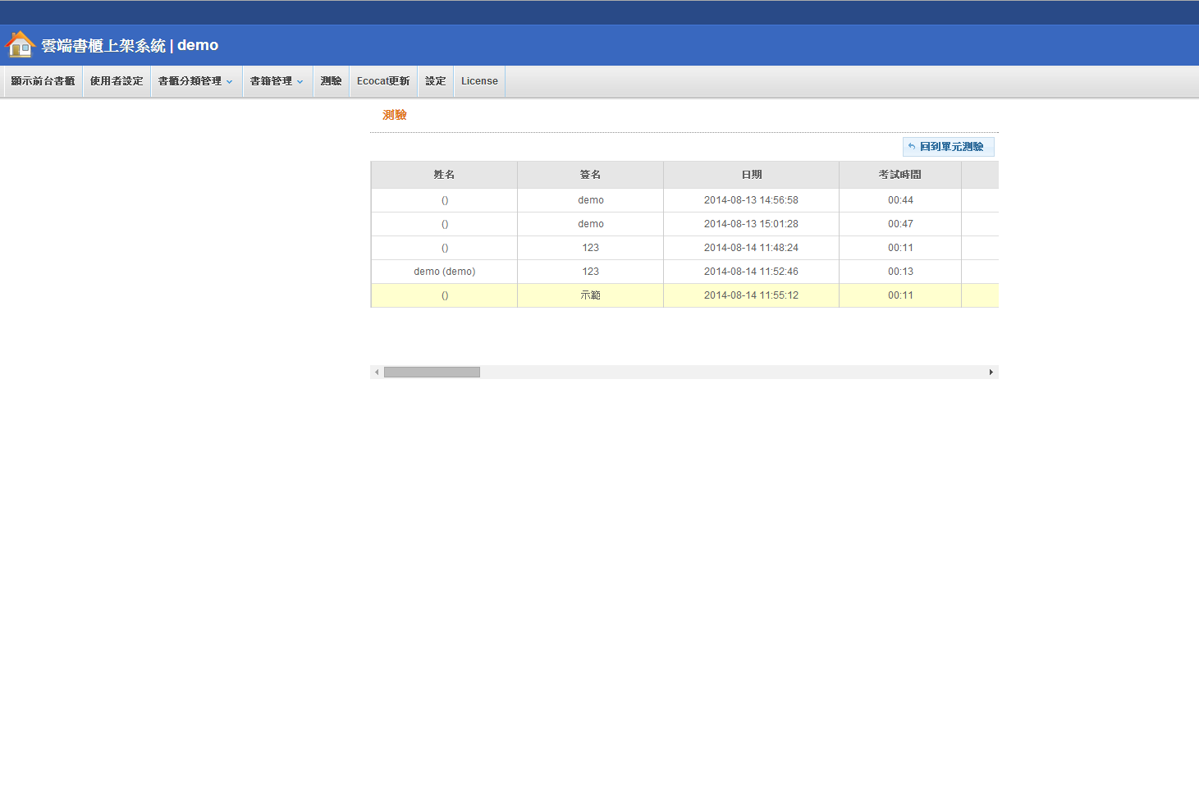 雲端書櫃上架系統 | demo
顯示前台書櫃 使用者設定 書櫃分類管理 書籍管理 測驗 Ecocat更新 設定 License
測驗
回到單元測驗
姓名 簽名 日期 考試時間
() demo 2014-08-13 14:56:58 00:44
() demo 2014-08-13 15:01:28 00:47
() 123 2014-08-14 11:48:24 00:11
demo (demo) 123 2014-08-14 11:52:46 00:13
() 示範 2014-08-14 11:55:12 00:11